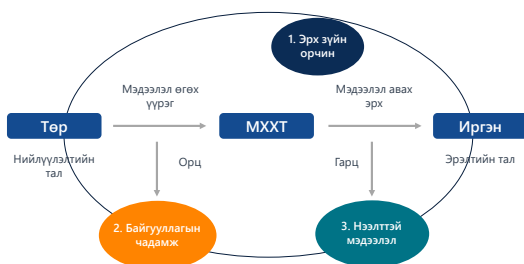 1. Эрх зүйн
орчин
Мэдээлэл өгөх
үүрэг
Мэдээлэл авах
эрх
Төр
МХХТ
Иргэн
Нийлүүлэлтийн
тал
Орц
Гарц
Эрэлтийн тал
2. Байгууллагын
чадамж
3. Нээлттэй
мэдээлэл